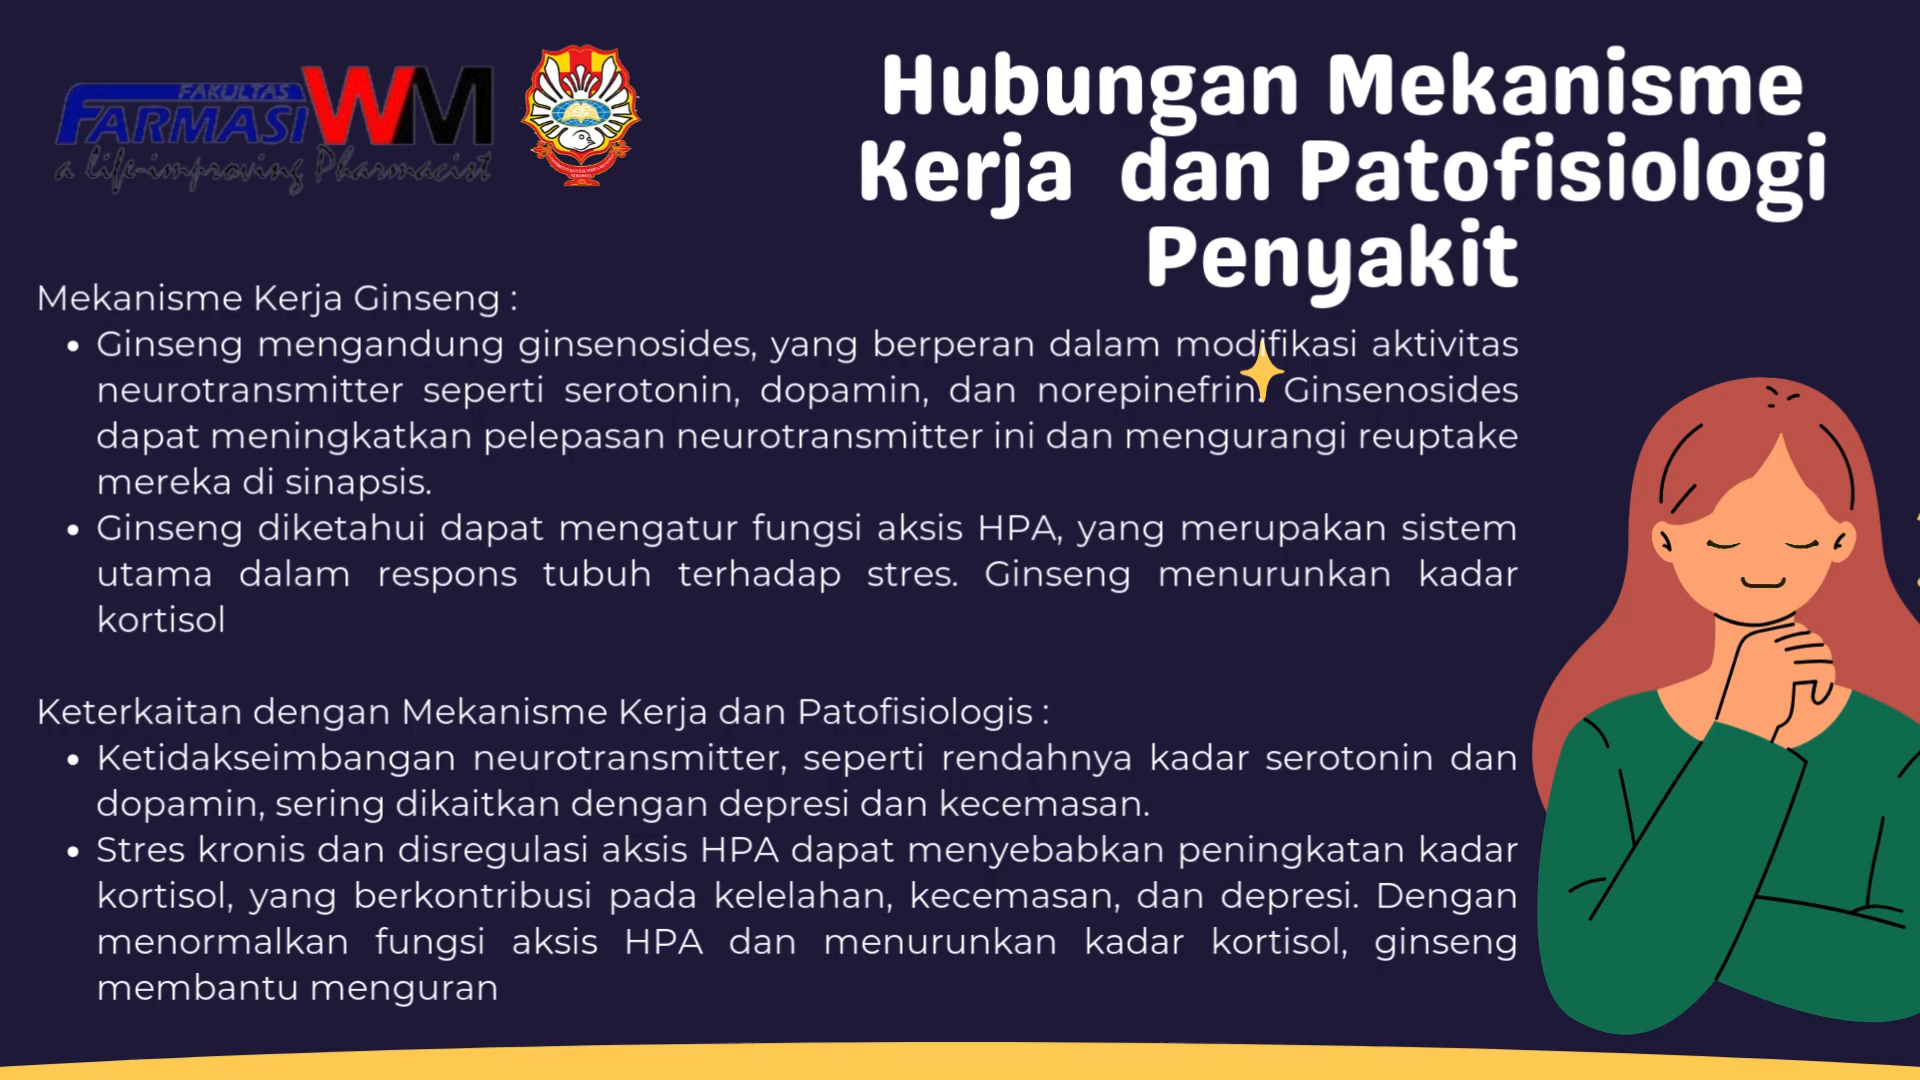 FAKULTAS
FARMASI WM
a life-improving Pharmacist
Hubungan Mekanisme
Kerja dan Patofisiologi
Penyakit
Mekanisme Kerja Ginseng :
• Ginseng mengandung ginsenosides, yang berperan dalam modifikasi aktivitas
neurotransmitter seperti serotonin, dopamin, dan norepinefrin. Ginsenosides
dapat meningkatkan pelepasan neurotransmitter ini dan mengurangi reuptake
mereka di sinapsis.
• Ginseng diketahui dapat mengatur fungsi aksis HPA, yang merupakan sistem
utama dalam respons tubuh terhadap stres. Ginseng menurunkan kadar
kortisol
Keterkaitan dengan Mekanisme Kerja dan Patofisiologis :
• Ketidakseimbangan neurotransmitter, seperti rendahnya kadar serotonin dan
dopamin, sering dikaitkan dengan depresi dan kecemasan.
• Stres kronis dan disregulasi aksis HPA dapat menyebabkan peningkatan kadar
kortisol, yang berkontribusi pada kelelahan, kecemasan, dan depresi. Dengan
menormalkan fungsi aksis HPA dan menurunkan kadar kortisol, ginseng
membantu menguran